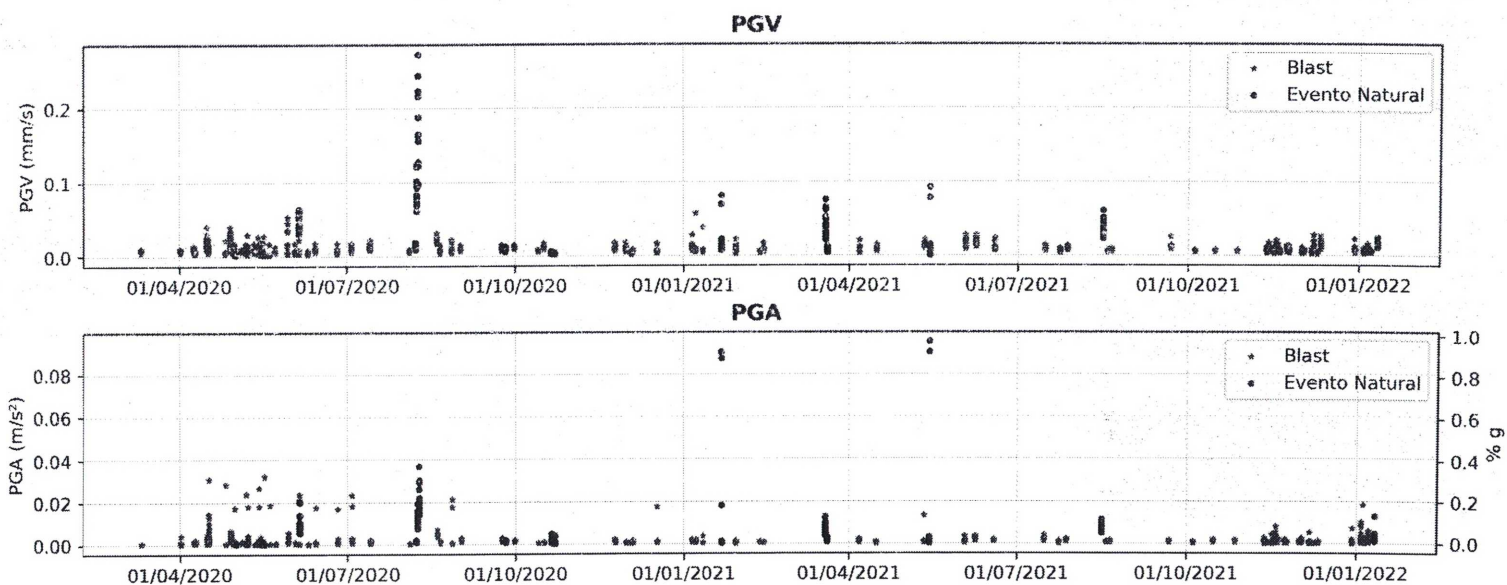 PGV
PGV (mm/s)
0.2
0.1
0.0
Blast
Evento Natural
01/04/2020 01/07/2020 01/10/2020 01/01/2021 01/04/2021 01/07/2021 01/10/2021 01/01/2022
PGA
PGA (m/s²)
0.08
0.06
0.04
0.02
0.00
Blast
Evento Natural
1.0
0.8
0.6
0.4
0.2
0.0
% g
01/04/2020 01/07/2020 01/10/2020 01/01/2021 01/04/2021 01/07/2021 01/10/2021 01/01/2022